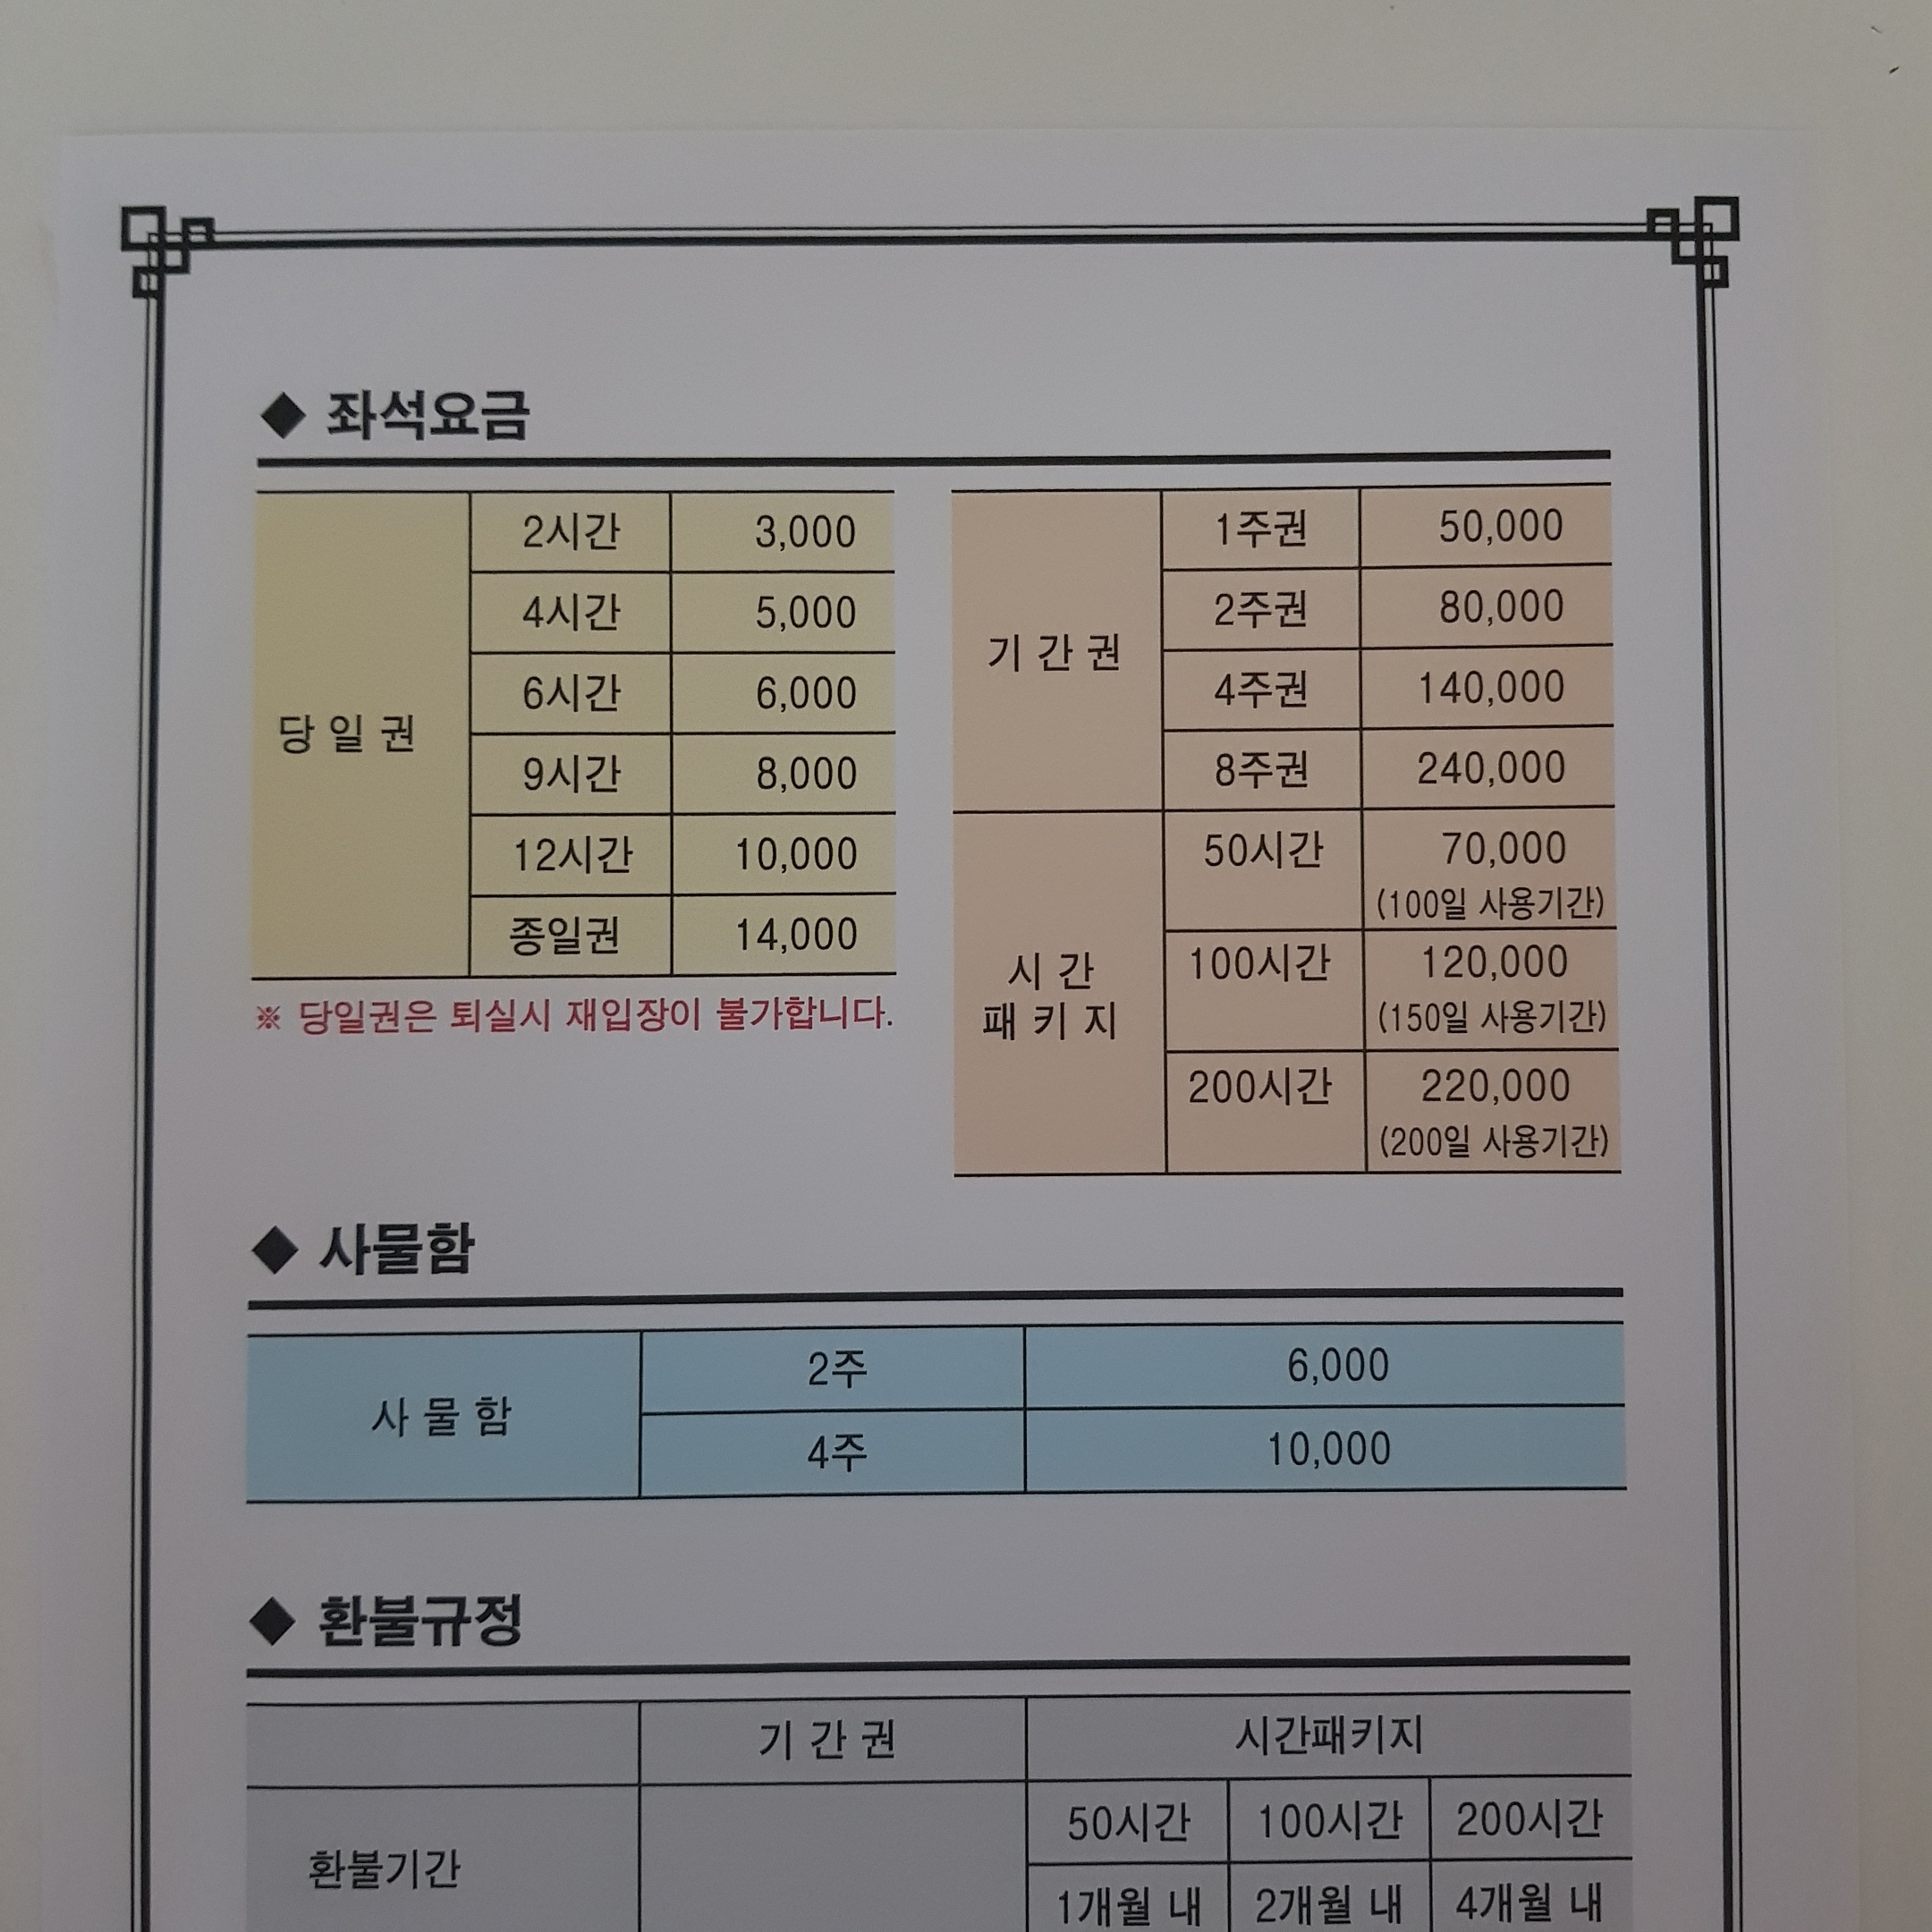 ◆ 좌석요금
당일권
2시간 3,000
4시간 5,000
6시간 6,000
9시간 8,000
12시간 10,000
종일권 14,000
※ 당일권은 퇴실시 재입장이 불가합니다.
기간권
1주권 50,000
2주권 80,000
4주권 140,000
8주권 240,000
시간
패키지
50시간 70,000
(100일 사용기간)
100시간 120,000
(150일 사용기간)
200시간 220,000
(200일 사용기간)
◆ 사물함
사물함
2주 6,000
4주 10,000
◆ 환불규정
기간권 시간패키지
환불기간
50시간 100시간 200시간
1개월 내 2개월 내 4개월 내